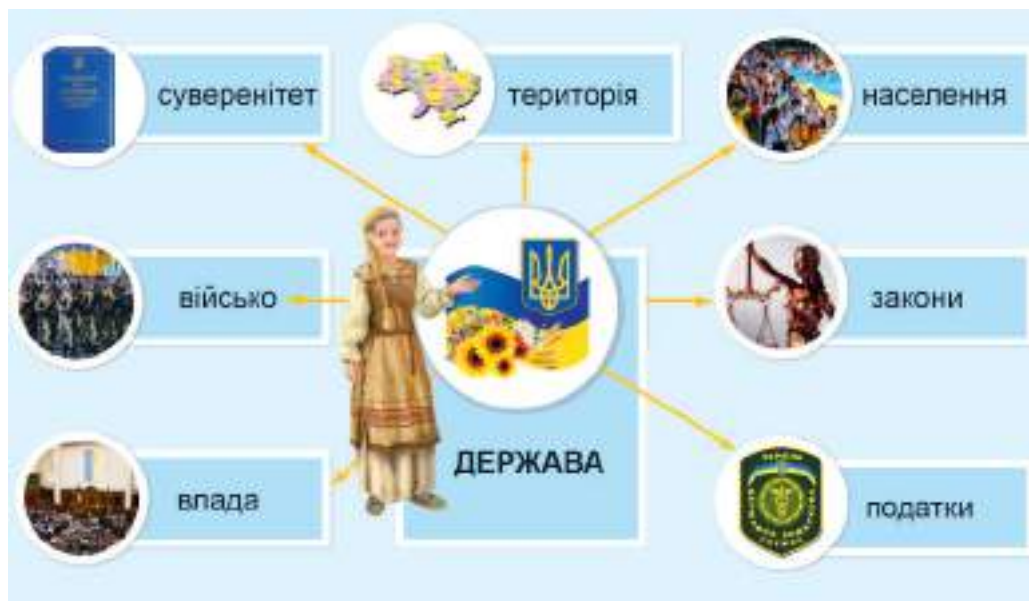 суверенітет
територія
населення
військо
закони
ДЕРЖАВА
влада
податки